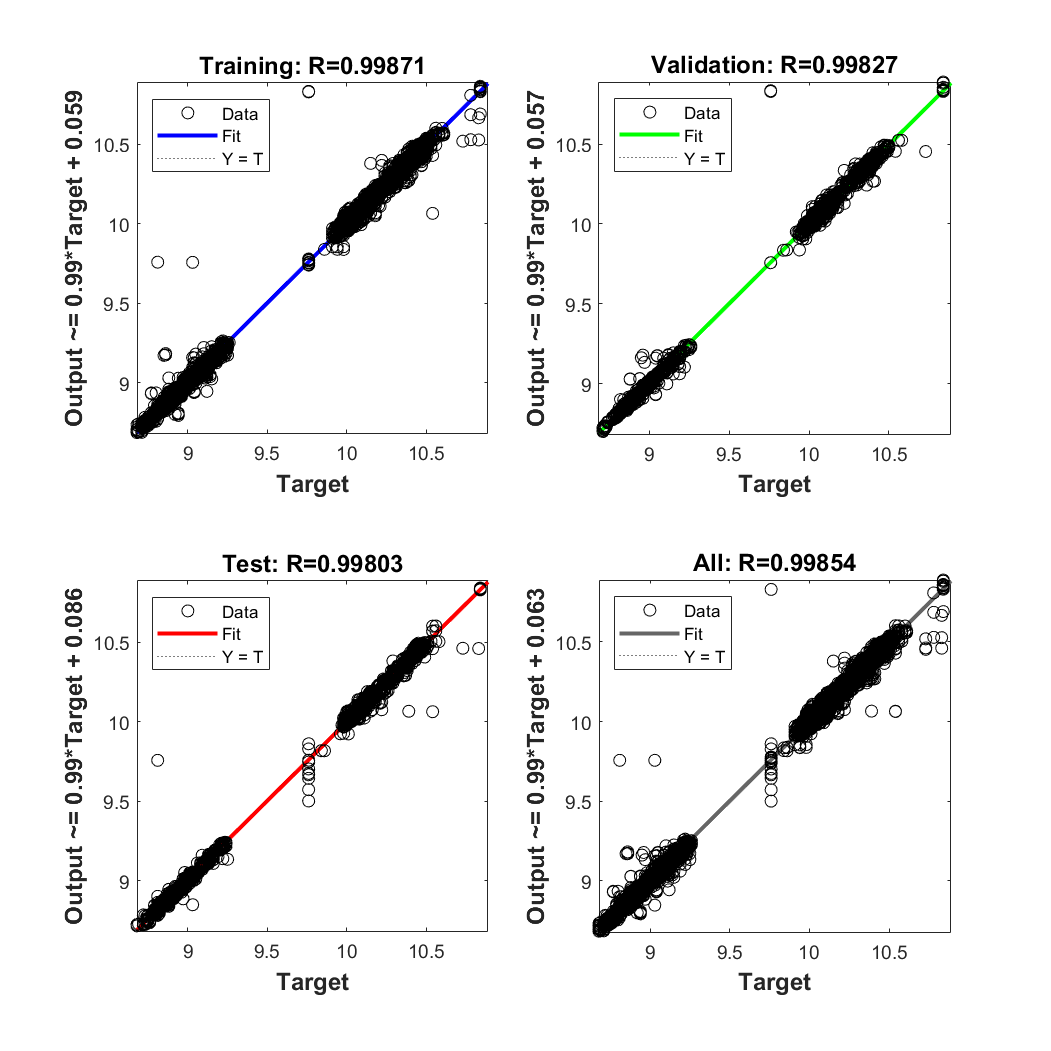 Training: R=0.99871
Output ~= 0.99*Target + 0.059
Data
Fit
Y = T
10.5
10
9.5
9
9 9.5 10 10.5
Target
Validation: R=0.99827
Output ~= 0.99*Target + 0.057
Data
Fit
Y = T
10.5
10
9.5
9
9 9.5 10 10.5
Target
Test: R=0.99803
Output ~= 0.99*Target + 0.086
Data
Fit
Y = T
10.5
10
9.5
9
9 9.5 10 10.5
Target
All: R=0.99854
Output ~= 0.99*Target + 0.063
Data
Fit
Y = T
10.5
10
9.5
9
9 9.5 10 10.5
Target